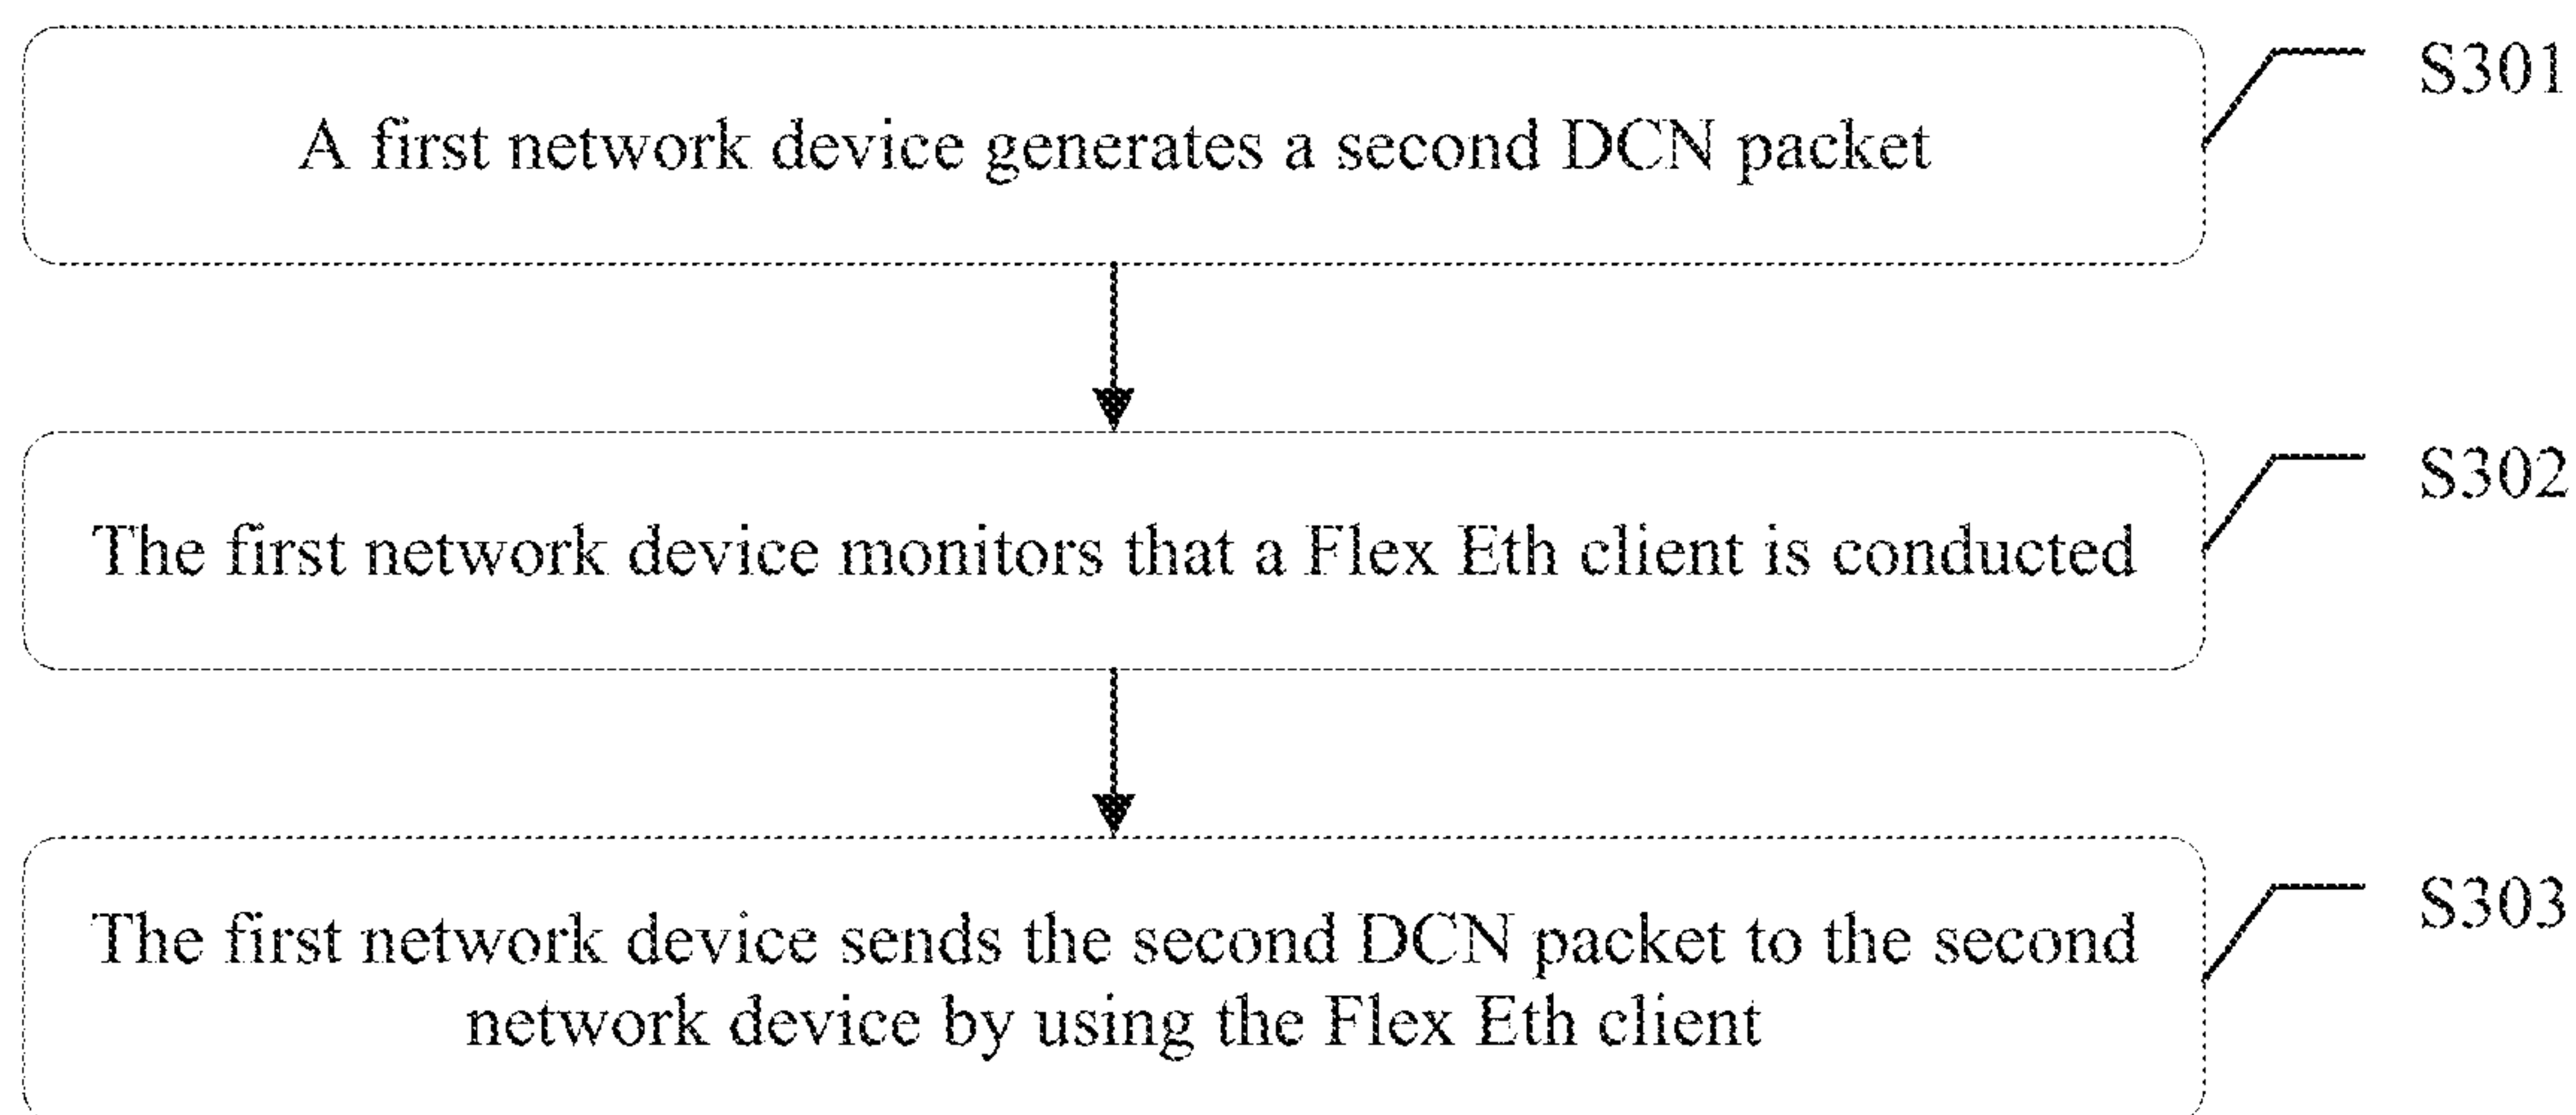 A first network device generates a second DCN packet
S301
The first network device monitors that a Flex Eth client is conducted
S302
The first network device sends the second DCN packet to the second
network device by using the Flex Eth client
S303